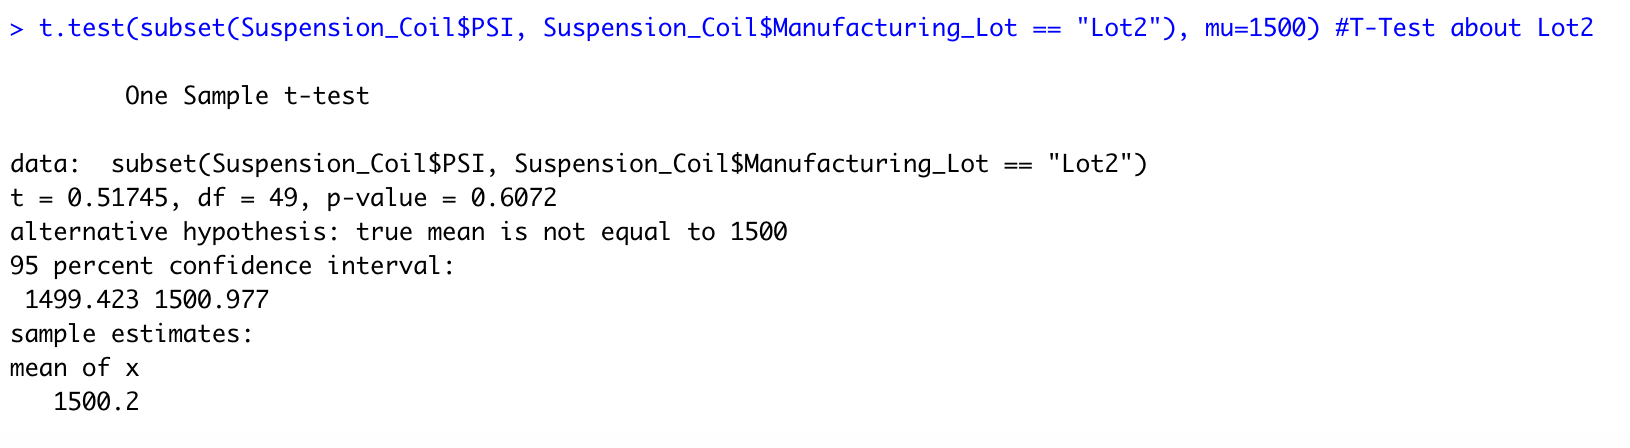 > t.test(subset(Suspension_Coil$PSI, Suspension_Coil$Manufacturing_Lot == "Lot2"), mu=1500) #T-Test about Lot2
One Sample t-test
data:  subset(Suspension_Coil$PSI, Suspension_Coil$Manufacturing_Lot == "Lot2")
t = 0.51745, df = 49, p-value = 0.6072
alternative hypothesis: true mean is not equal to 1500
95 percent confidence interval:
1499.423 1500.977
sample estimates:
mean of x
1500.2